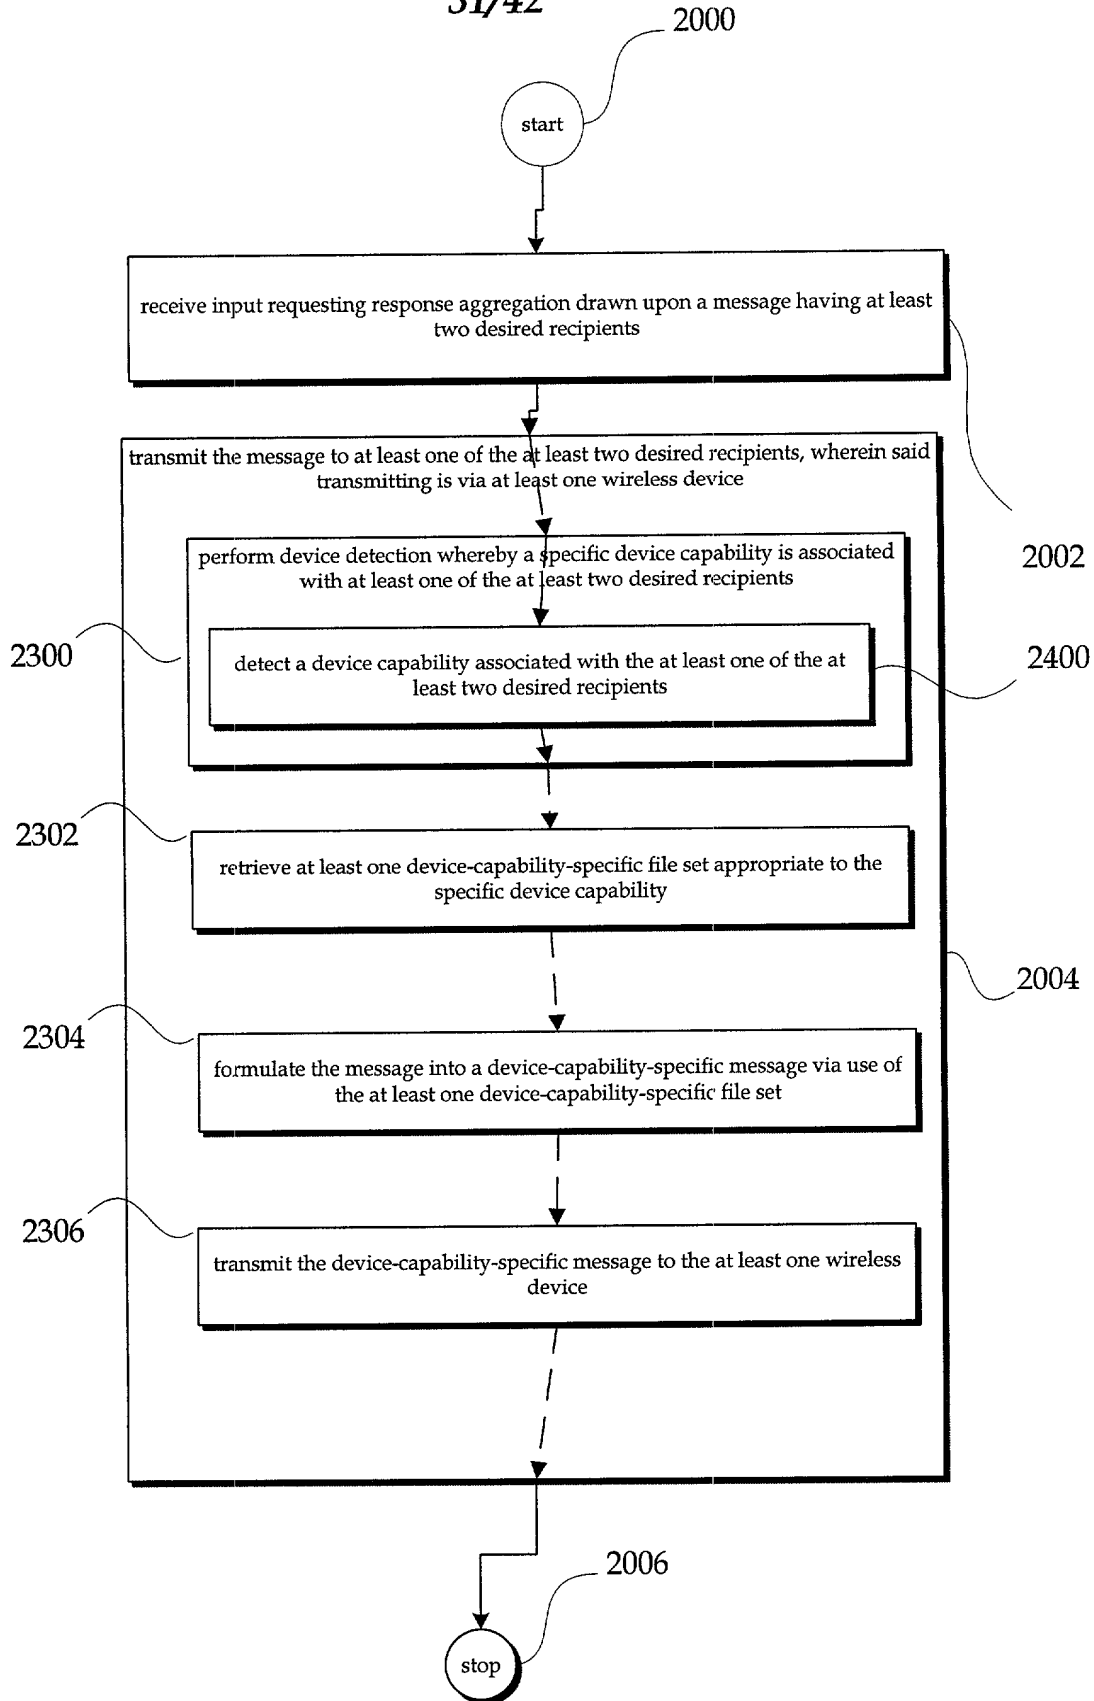 31/42
2000
start
receive input requesting response aggregation drawn upon a message having at least
two desired recipients
transmit the message to at least one of the at least two desired recipients, wherein said
transmitting is via at least one wireless device
2002
perform device detection whereby a specific device capability is associated
with at least one of the at least two desired recipients
2300
detect a device capability associated with the at least one of the at
least two desired recipients
2400
2302
retrieve at least one device-capability-specific file set appropriate to the
specific device capability
2004
2304
formulate the message into a device-capability-specific message via use of
the at least one device-capability-specific file set
2306
transmit the device-capability-specific message to the at least one wireless
device
2006
stop